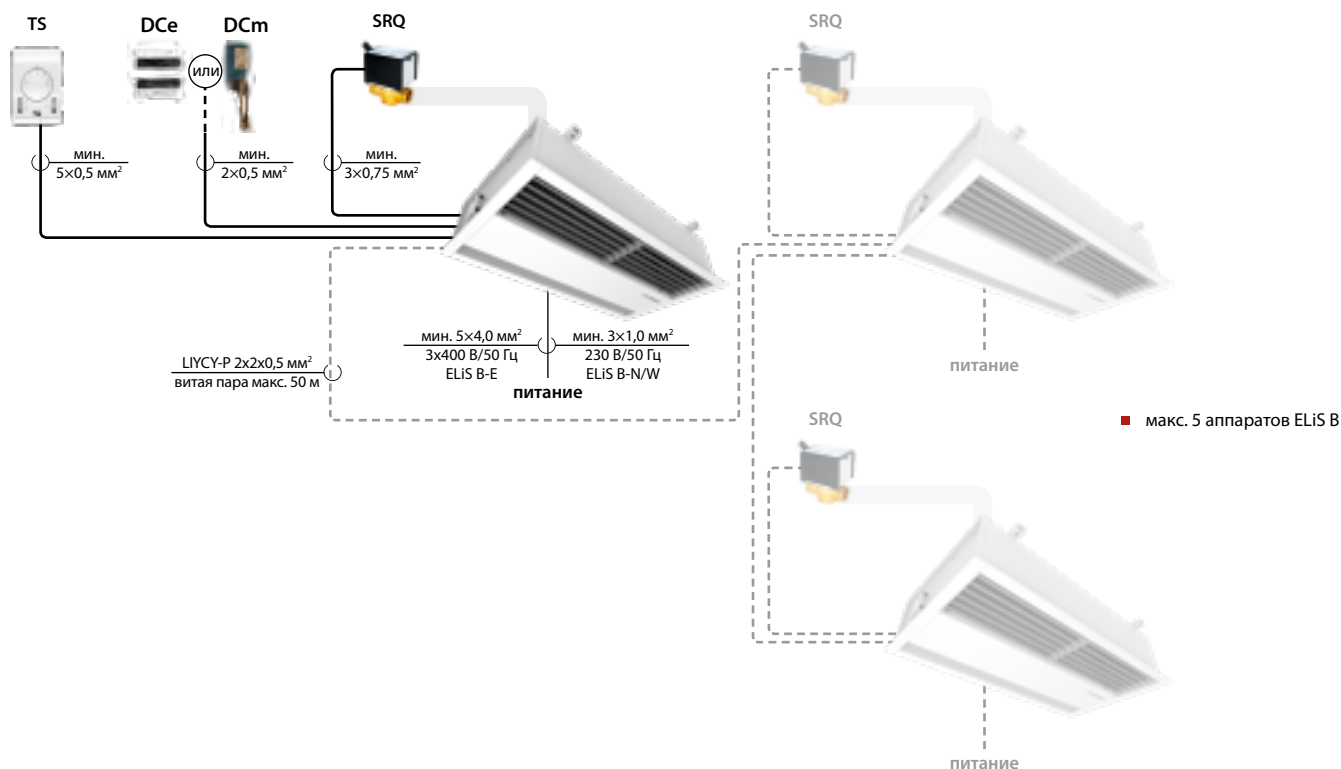 TS
DCe
DCm
SRQ
SRQ
или
мин.
5×0,5 мм²
мин.
2×0,5 мм²
мин.
3×0,75 мм²
мин. 5×4,0 мм²
3x400 В/50 Гц
ELiS B-E
мин. 3×1,0 мм²
230 В/50 Гц
ELiS B-N/W
питание
LIYCY-P 2x2x0,5 мм²
витая пара макс. 50 м
питание
SRQ
макс. 5 аппаратов ELiS B
питание